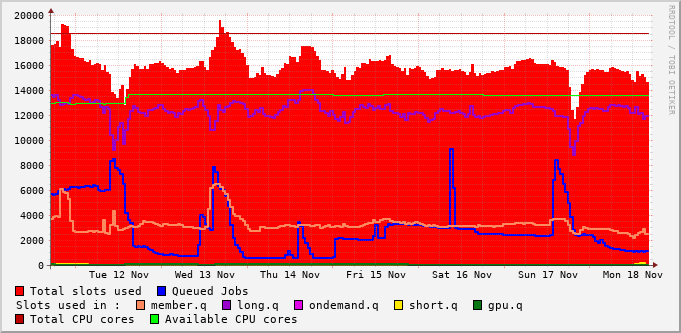 20000
18000
16000
14000
12000
10000
8000
6000
4000
2000
0
Tue 12 Nov Wed 13 Nov Thu 14 Nov Fri 15 Nov Sat 16 Nov Sun 17 Nov Mon 18 Nov
Total slots used Queued Jobs
Slots used in : member.q long.q ondemand.q short.q gpu.q
Total CPU cores Available CPU cores
RRDTOOL / TOBI OETIKER